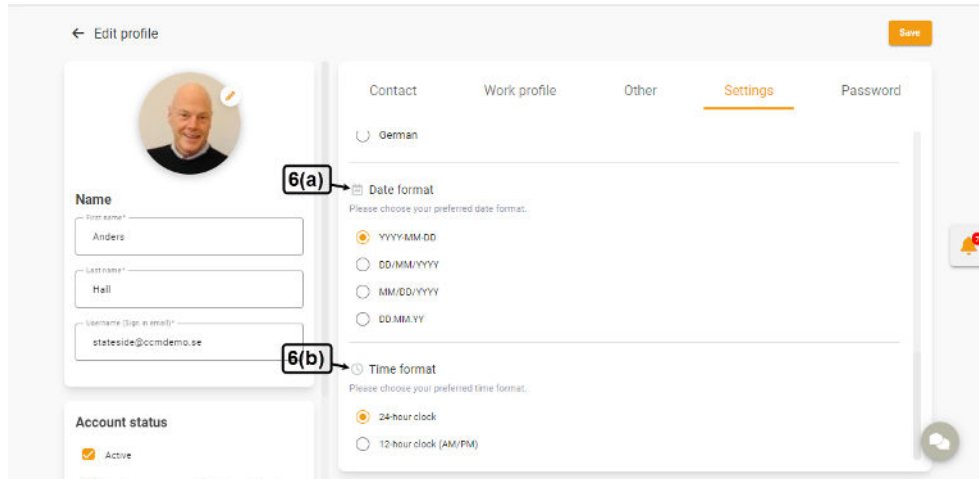 Edit profile
Save
Contact
Work profile
Other
Settings
Password
German
6(a)
Date format
Please choose your preferred date format.
YYYY-MM-DD
DD/MM/YYYY
MM/DD/YYYY
DD.MM.YY
6(b)
Time format
Please choose your preferred time format.
24-hour clock
12-hour clock (AM/PM)
Name
First name*
Anders
Last name*
Hall
Username (Sign in email)*
stateside@ccmdemo.se
Account status
Active